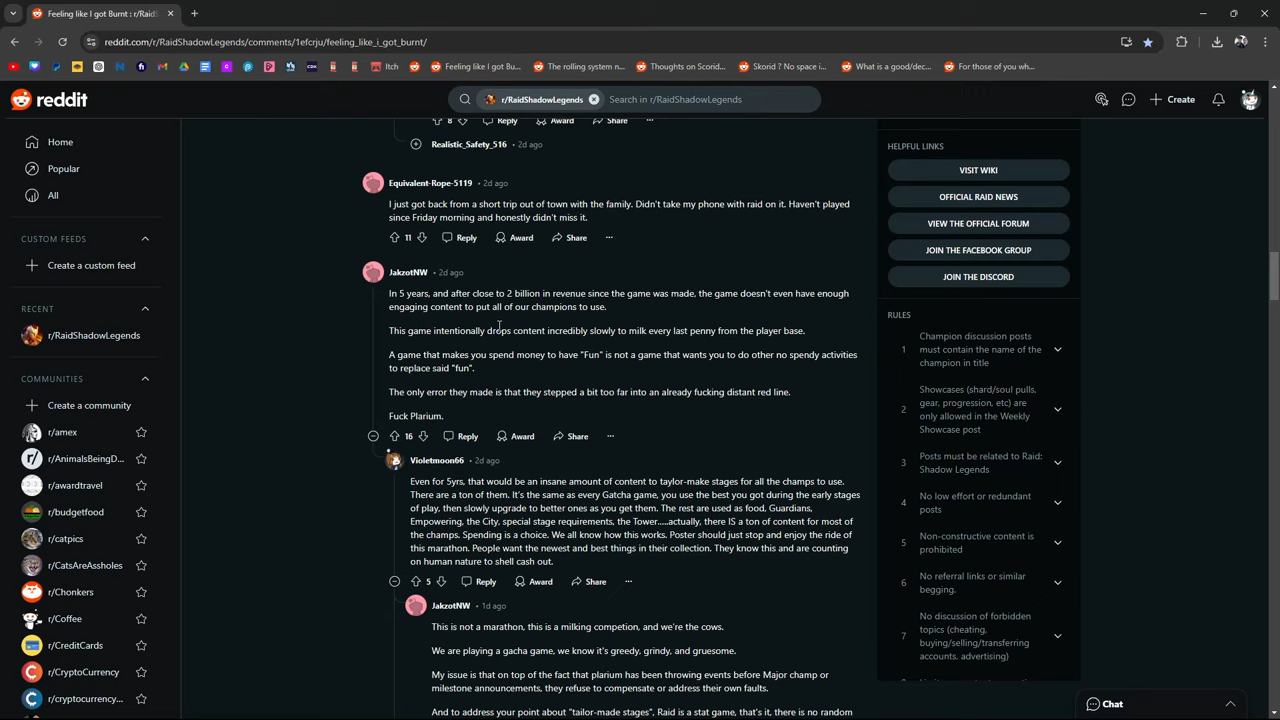 Feeling like I got Burnt : r/Raid
reddit.com/r/RaidShadowLegends/comments/1efcrju/feeling_like_i_got_burnt/
Itch
Feeling like I got Bu...
The rolling system n...
Thoughts on Scorid...
Skorid ? No space i...
What is a good/dec...
For those of you wh...
reddit
r/RaidShadowLegends
Search in r/RaidShadowLegends
Create
Home
Popular
All
CUSTOM FEEDS
Create a custom feed
RECENT
r/RaidShadowLegends
COMMUNITIES
Create a community
r/amex
r/AnimalsBeingD...
r/awardtravel
r/budgetfood
r/catpics
r/CatsAreAssholes
r/Chonkers
r/Coffee
r/CreditCards
r/CryptoCurrency
r/cryptocurrency...
8 Reply Award Share
Realistic_Safety_516 • 2d ago
Equivalent-Rope-5119 • 2d ago
I just got back from a short trip out of town with the family. Didn't take my phone with raid on it. Haven't played
since Friday morning and honestly didn't miss it.
11 Reply Award Share
JakzotNW • 2d ago
In 5 years, and after close to 2 billion in revenue since the game was made, the game doesn't even have enough
engaging content to put all of our champions to use.
This game intentionally drops content incredibly slowly to milk every last penny from the player base.
A game that makes you spend money to have "Fun" is not a game that wants you to do other no spendy activities
to replace said "fun".
The only error they made is that they stepped a bit too far into an already fucking distant red line.
Fuck Plarium.
16 Reply Award Share
Violetmoon66 • 2d ago
Even for 5yrs, that would be an insane amount of content to taylor-make stages for all the champs to use.
There are a ton of them. It's the same as every Gatcha game, you use the best you got during the early stages
of play, then slowly upgrade to better ones as you get them. The rest are used as food, Guardians,
Empowering, the City, special stage requirements, the Tower.....actually, there IS a ton of content for most of
the champs. Spending is a choice. We all know how this works. Poster should just stop and enjoy the ride of
this marathon. People want the newest and best things in their collection. They know this and are counting
on human nature to shell cash out.
5 Reply Award Share
JakzotNW • 1d ago
This is not a marathon, this is a milking competion, and we're the cows.
We are playing a gacha game, we know it's greedy, grindy, and gruesome.
My issue is that on top of the fact that plarium has been throwing events before Major champ or
milestone announcements, they refuse to compensate or address their own faults.
And to address your point about "tailor-made stages", Raid is a stat game, that's it, there is no random
HELPFUL LINKS
VISIT WIKI
OFFICIAL RAID NEWS
VIEW THE OFFICIAL FORUM
JOIN THE FACEBOOK GROUP
JOIN THE DISCORD
RULES
1 Champion discussion posts
must contain the name of the
champion in title
2 Showcases (shard/soul pulls,
gear, progression, etc) are
only allowed in the Weekly
Showcase post
3 Posts must be related to Raid:
Shadow Legends
4 No low effort or redundant
posts
5 Non-constructive content is
prohibited
6 No referral links or similar
begging.
7 No discussion of forbidden
topics (cheating,
buying/selling/transferring
accounts, advertising)
Chat